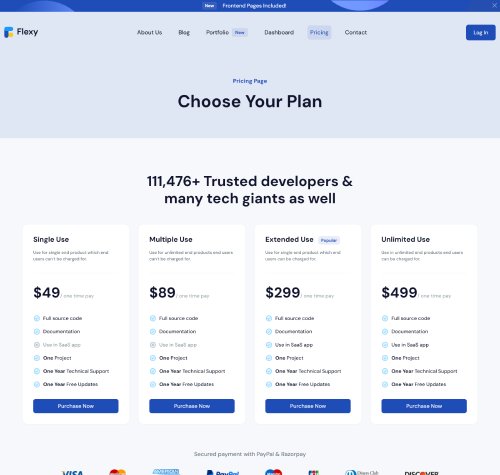 New Frontend Pages Included!
Flexy
About Us
Blog
Portfolio New
Dashboard
Pricing
Contact
Log In
Pricing Page
Choose Your Plan
111,476+ Trusted developers &
many tech giants as well
Single Use
Use for single end product which end
users can't be charged for.
$49 / one time pay
Full source code
Documentation
Use in SaaS app
One Project
One Year Technical Support
One Year Free Updates
Purchase Now
Multiple Use
Use for unlimited end products end users
can't be charged for.
$89 / one time pay
Full source code
Documentation
Use in SaaS app
One Project
One Year Technical Support
One Year Free Updates
Purchase Now
Extended Use Popular
Use for single end product which end
users can be charged for.
$299 / one time pay
Full source code
Documentation
Use in SaaS app
One Project
One Year Technical Support
One Year Free Updates
Purchase Now
Unlimited Use
Use in unlimited end products end users
can be charged for.
$499 / one time pay
Full source code
Documentation
Use in SaaS app
One Project
One Year Technical Support
One Year Free Updates
Purchase Now
Secured payment with PayPal & Razorpay
VISA
PayPal
Diners Club
DISCOVER